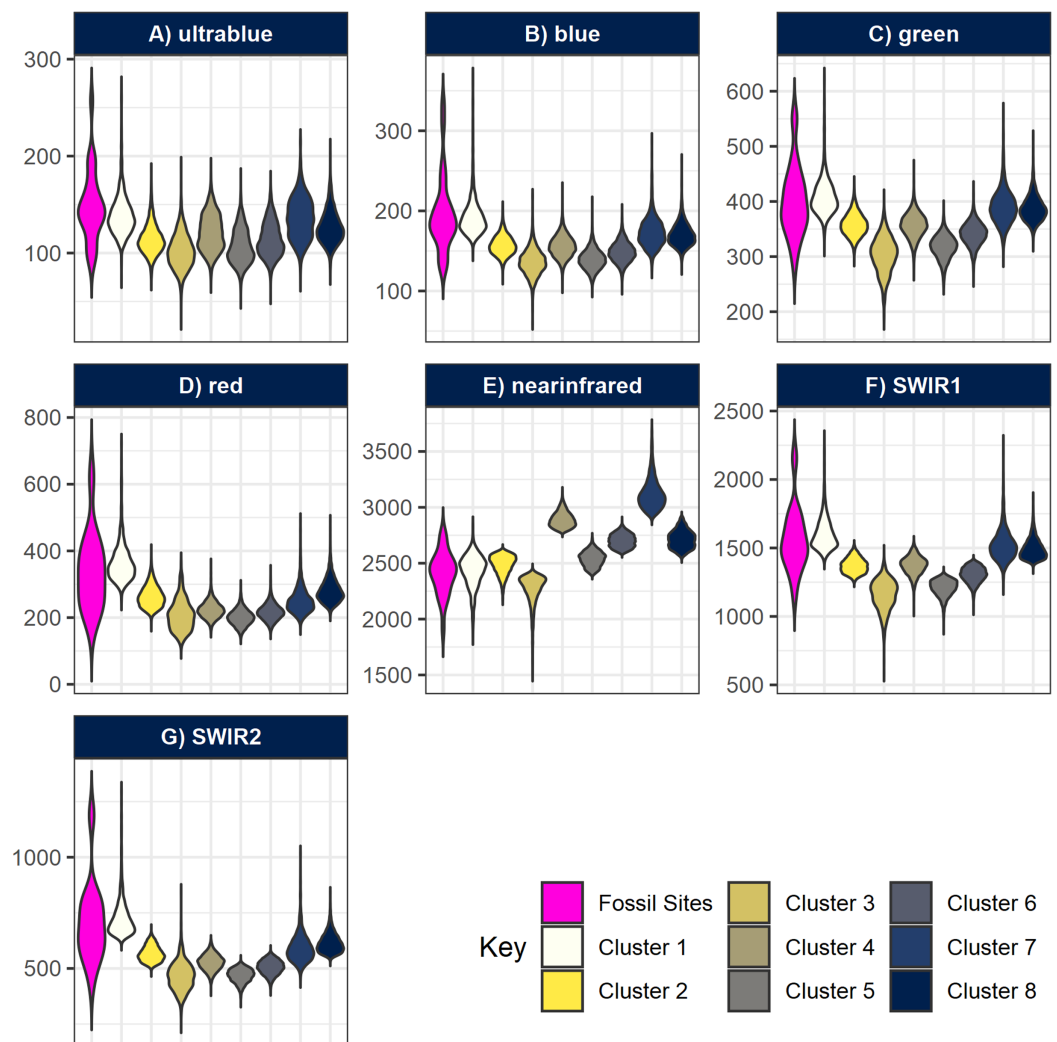 A) ultrablue
B) blue
C) green
300
200
100
300
200
100
600
500
400
300
200
D) red
E) nearinfrared
F) SWIR1
800
600
400
200
0
3500
3000
2500
2000
1500
2500
2000
1500
1000
500
G) SWIR2
1000
500
Key
Fossil Sites
Cluster 1
Cluster 2
Cluster 3
Cluster 4
Cluster 5
Cluster 6
Cluster 7
Cluster 8